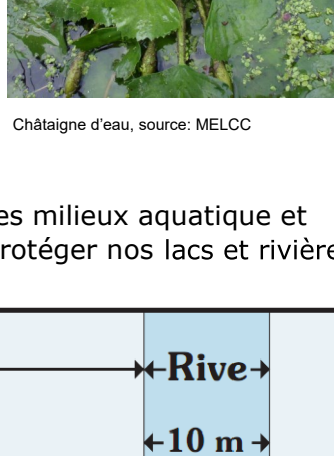 Châtaigne d'eau, source: MELCC
es milieux aquatique et
rotéger nos lacs et rivière
Rive
10 m